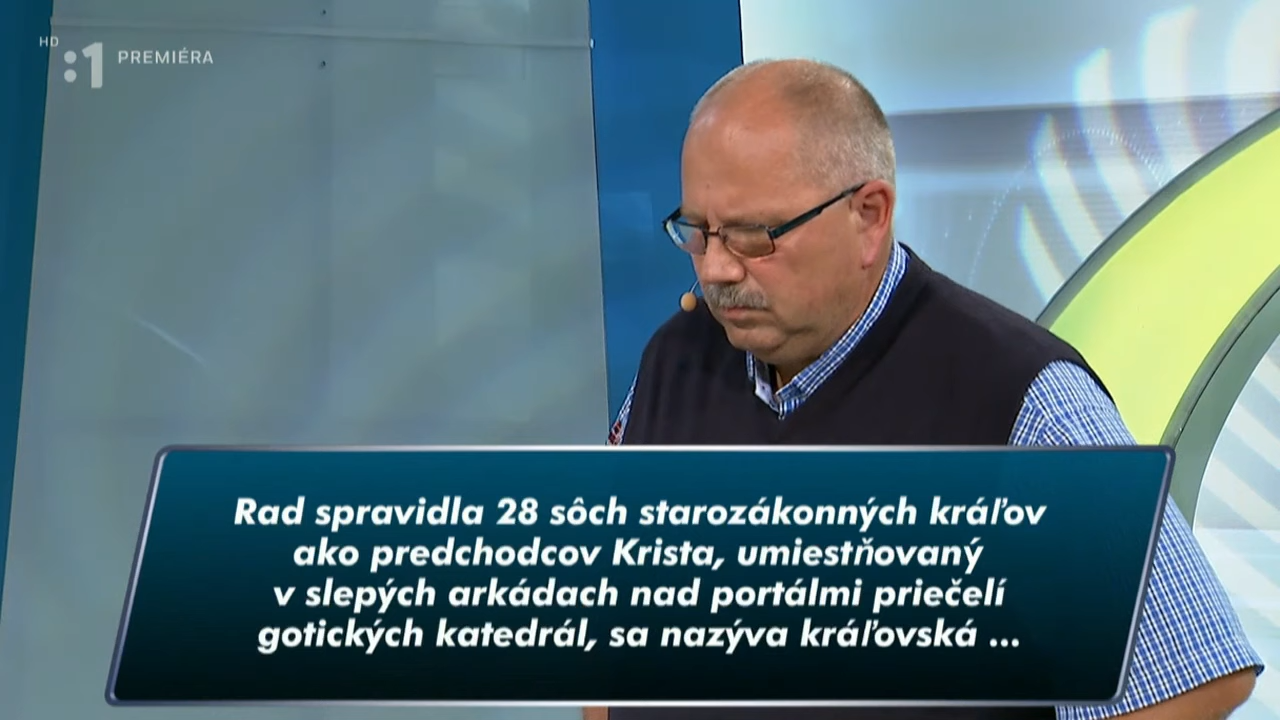 HD
:1 PREMIÉRA
Rad spravidla 28 sôch starozákonných kráľov
ako predchodcov Krista, umiestňovaný
v slepých arkádach nad portálmi priečelí
gotických katedrál, sa nazýva kráľovská ...